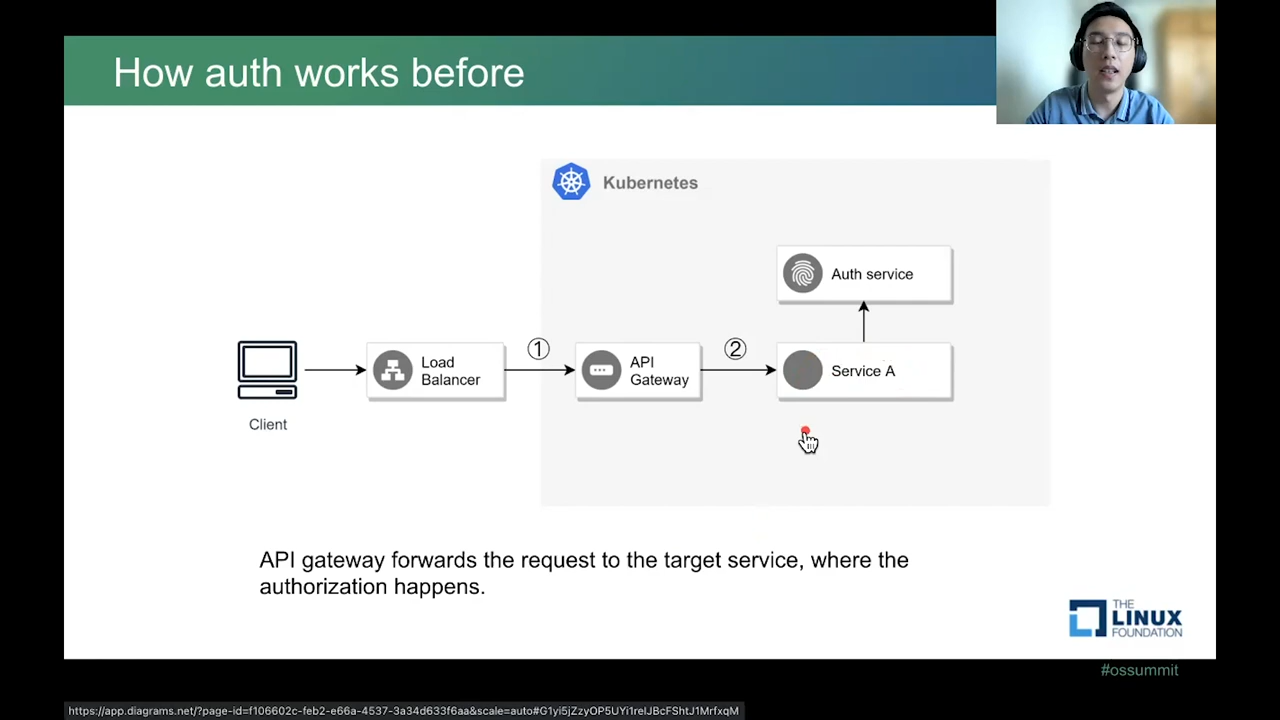 How auth works before
Kubernetes
Auth service
①
②
Load
Balancer
API
Gateway
Service A
Client
API gateway forwards the request to the target service, where the
authorization happens.
THE
LINUX
FOUNDATION
#ossummit
https://app.diagrams.net/?page-id=f106602c-feb2-e66a-4537-3a34d633f6aa&scale=auto#G1yi5jZzyOP5UYi1reIJBcFShtJ1MrfxqM